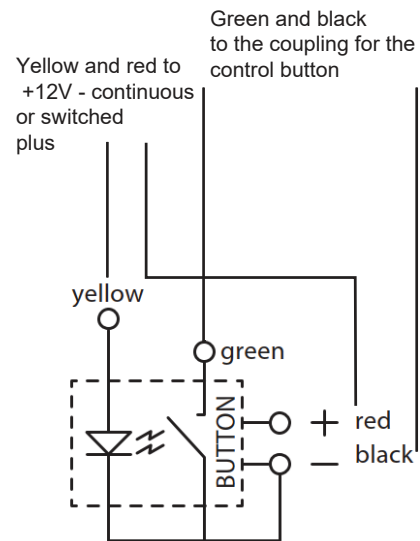 Green and black
to the coupling for the
control button
Yellow and red to
+12V - continuous
or switched
plus
yellow
green
BUTTON
+ red
– black